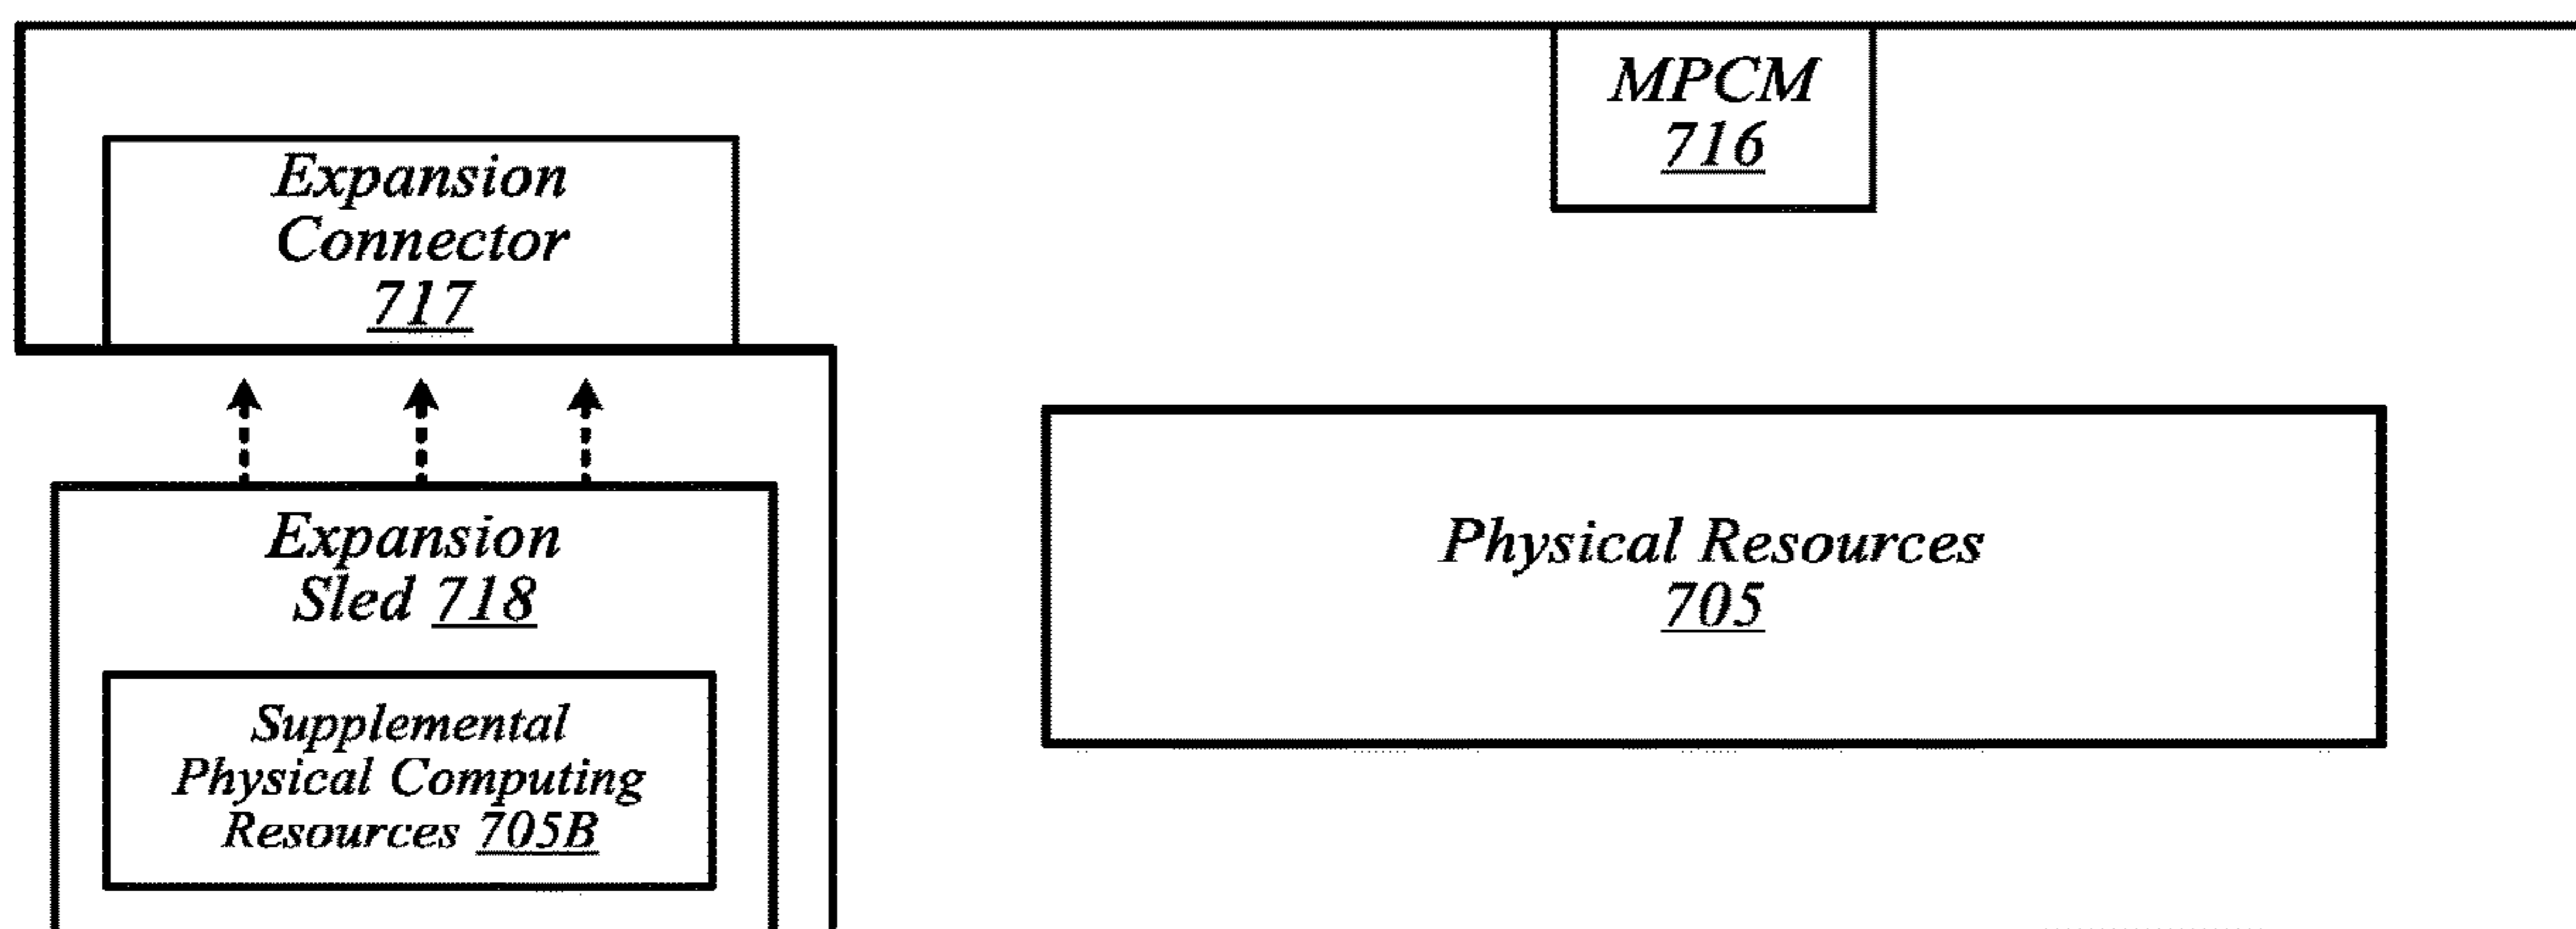 MPCM
716
Expansion
Connector
717
Expansion
Sled 718
Supplemental
Physical Computing
Resources 705B
Physical Resources
705